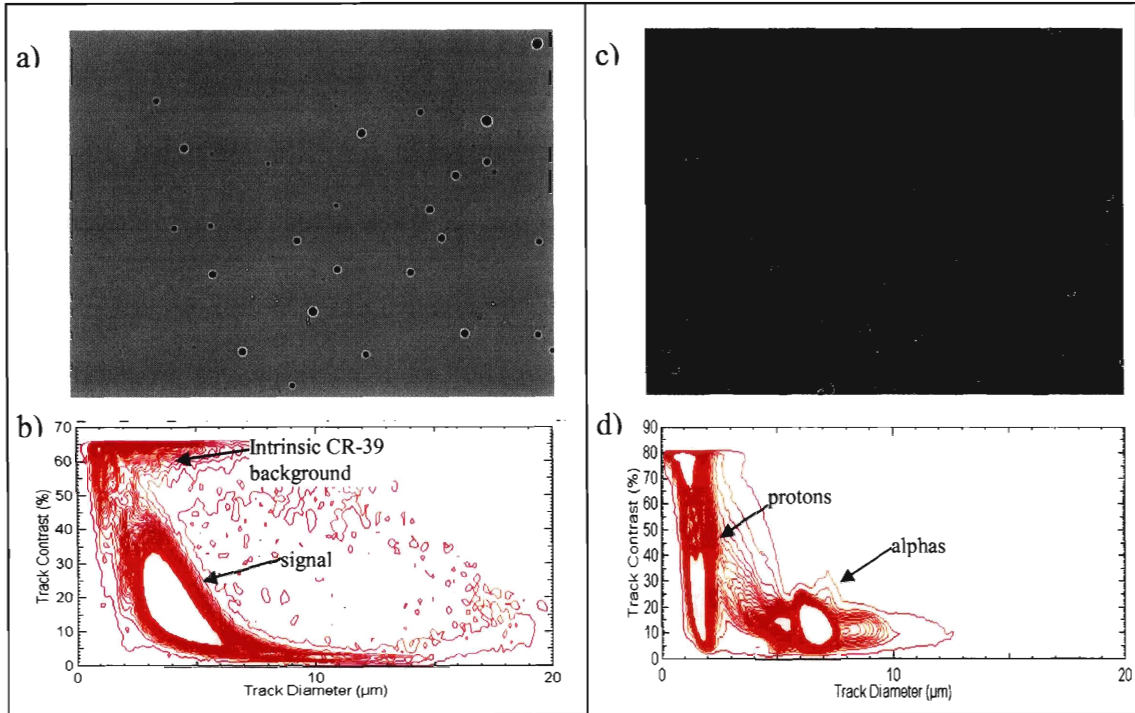 a)
c)
b)
70
60
50
40
30
20
10
0
Track Contrast (%)
Intrinsic CR-39
background
signal
0
10
20
Track Diameter (µm)
d)
90
80
70
60
50
40
30
20
10
0
Track Contrast (%)
protons
alphas
0
10
20
Track Diameter (µm)